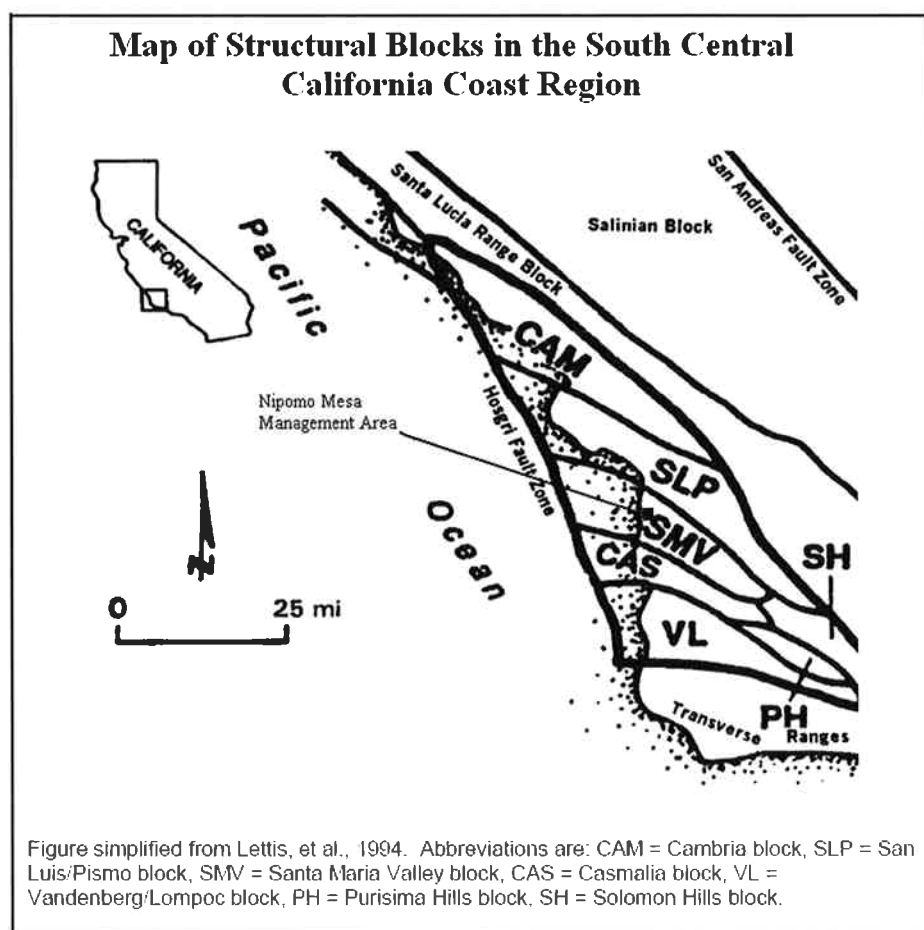 Map of Structural Blocks in the South Central
California Coast Region
CALIFORNIA
Pacific
Ocean
Santa Lucia Range Block
Salinian Block
San Andreas Fault Zone
CAM
Nipomo Mesa
Management Area
Hosgri Fault Zone
SLP
SMV
SH
CAS
VL
PH
N
0 25 mi
Transverse Ranges
Figure simplified from Lettis, et al., 1994. Abbreviations are: CAM = Cambria block, SLP = San
Luis/Pismo block, SMV = Santa Maria Valley block, CAS = Casmalia block, VL =
Vandenberg/Lompoc block, PH = Purisima Hills block, SH = Solomon Hills block.